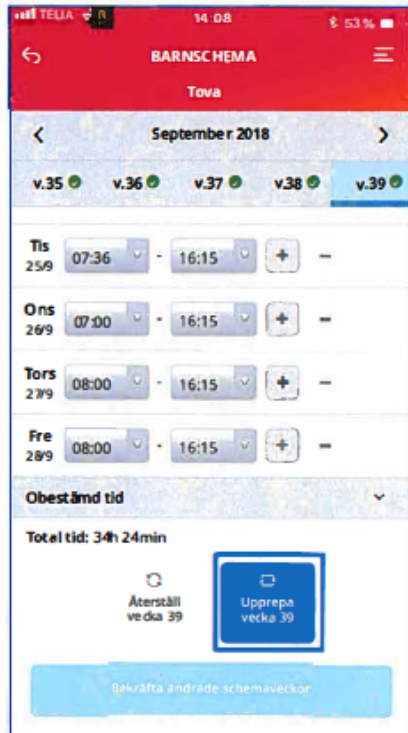 TELIA 14:08 53 %
BARNSCHEMA
Tova
September 2018
v.35 v.36 v.37 v.38 v.39
Tis
25/9 07:36 - 16:15 + -
Ons
26/9 07:00 - 16:15 + -
Tors
27/9 08:00 - 16:15 + -
Fre
28/9 08:00 - 16:15 + -
Obestämd tid
Total tid: 34h 24min
Återställ
vecka 39
Upprepa
vecka 39
Bekräfta ändrade schemaveckor